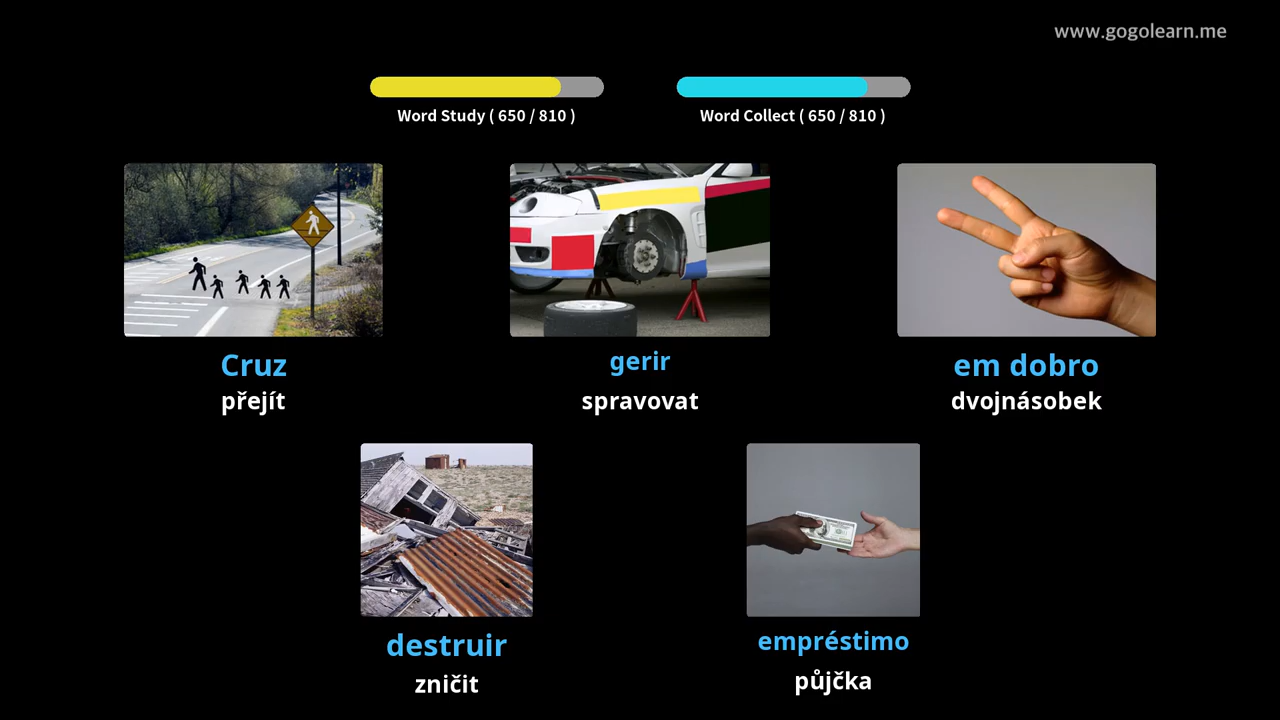 www.gogolearn.me
Word Study ( 650 / 810 )
Word Collect ( 650 / 810 )
Cruz
přejít
gerir
spravovat
em dobro
dvojnásobek
destruir
zničit
empréstimo
půjčka